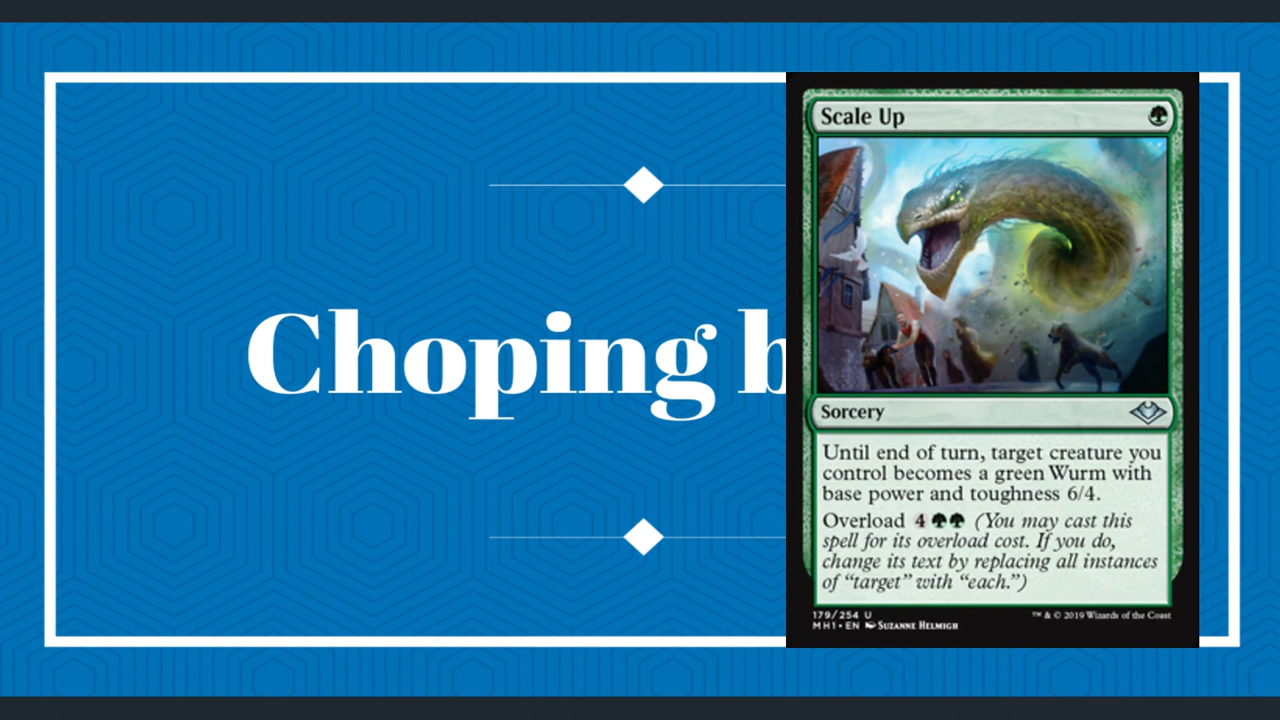 Choping b
Scale Up
Sorcery
Until end of turn, target creature you
control becomes a green Wurm with
base power and toughness 6/4.
Overload 4 (You may cast this
spell for its overload cost. If you do,
change its text by replacing all instances
of “target” with “each.”)
179/254 U
MH1 • EN SUZANNE HELMIGH
™ & © 2019 Wizards of the Coast